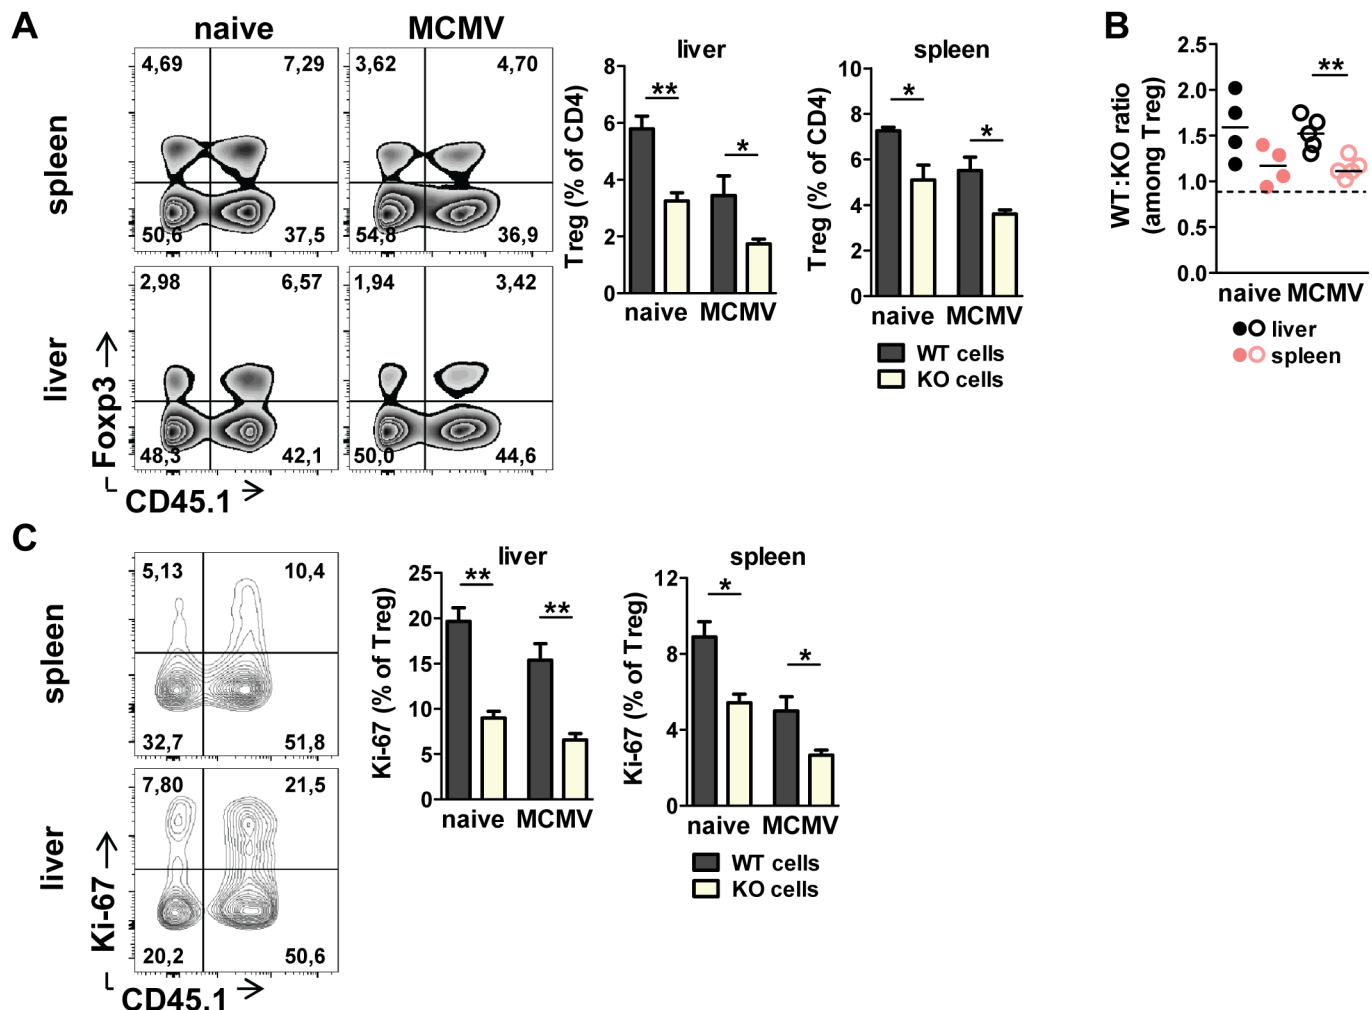 A
naive
MCMV
spleen
4,69
7,29
50,6
37,5
3,62
4,70
54,8
36,9
liver
2,98
6,57
48,3
42,1
1,94
3,42
50,0
44,6
Foxp3
CD45.1
liver
Treg (% of CD4)
8
6
4
2
0
**
*
naive
MCMV
spleen
Treg (% of CD4)
10
8
6
4
2
0
*
*
naive
MCMV
WT cells
KO cells
B
WT:KO ratio
(among Treg)
2.5
2.0
1.5
1.0
0.5
0.0
**
naive MCMV
liver
spleen
C
spleen
5,13
10,4
32,7
51,8
liver
7,80
21,5
20,2
50,6
Ki-67
CD45.1
liver
Ki-67 (% of Treg)
25
20
15
10
5
0
**
**
naive
MCMV
spleen
Ki-67 (% of Treg)
12
8
4
0
*
*
naive
MCMV
WT cells
KO cells